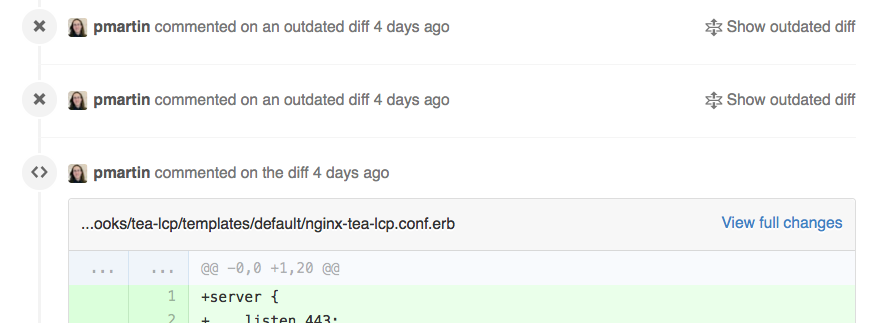 pmartin commented on an outdated diff 4 days ago Show outdated diff
pmartin commented on an outdated diff 4 days ago Show outdated diff
pmartin commented on the diff 4 days ago
...ooks/tea-lcp/templates/default/nginx-tea-lcp.conf.erb View full changes
... ... @@ -0,0 +1,20 @@
1 +server {
2 + listen 443;